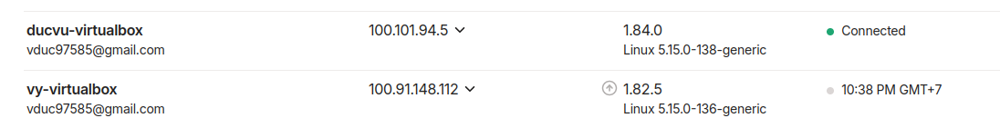 ducvu-virtualbox 100.101.94.5 1.84.0 Connected
vduc97585@gmail.com Linux 5.15.0-138-generic
vy-virtualbox 100.91.148.112 1.82.5 10:38 PM GMT+7
vduc97585@gmail.com Linux 5.15.0-136-generic